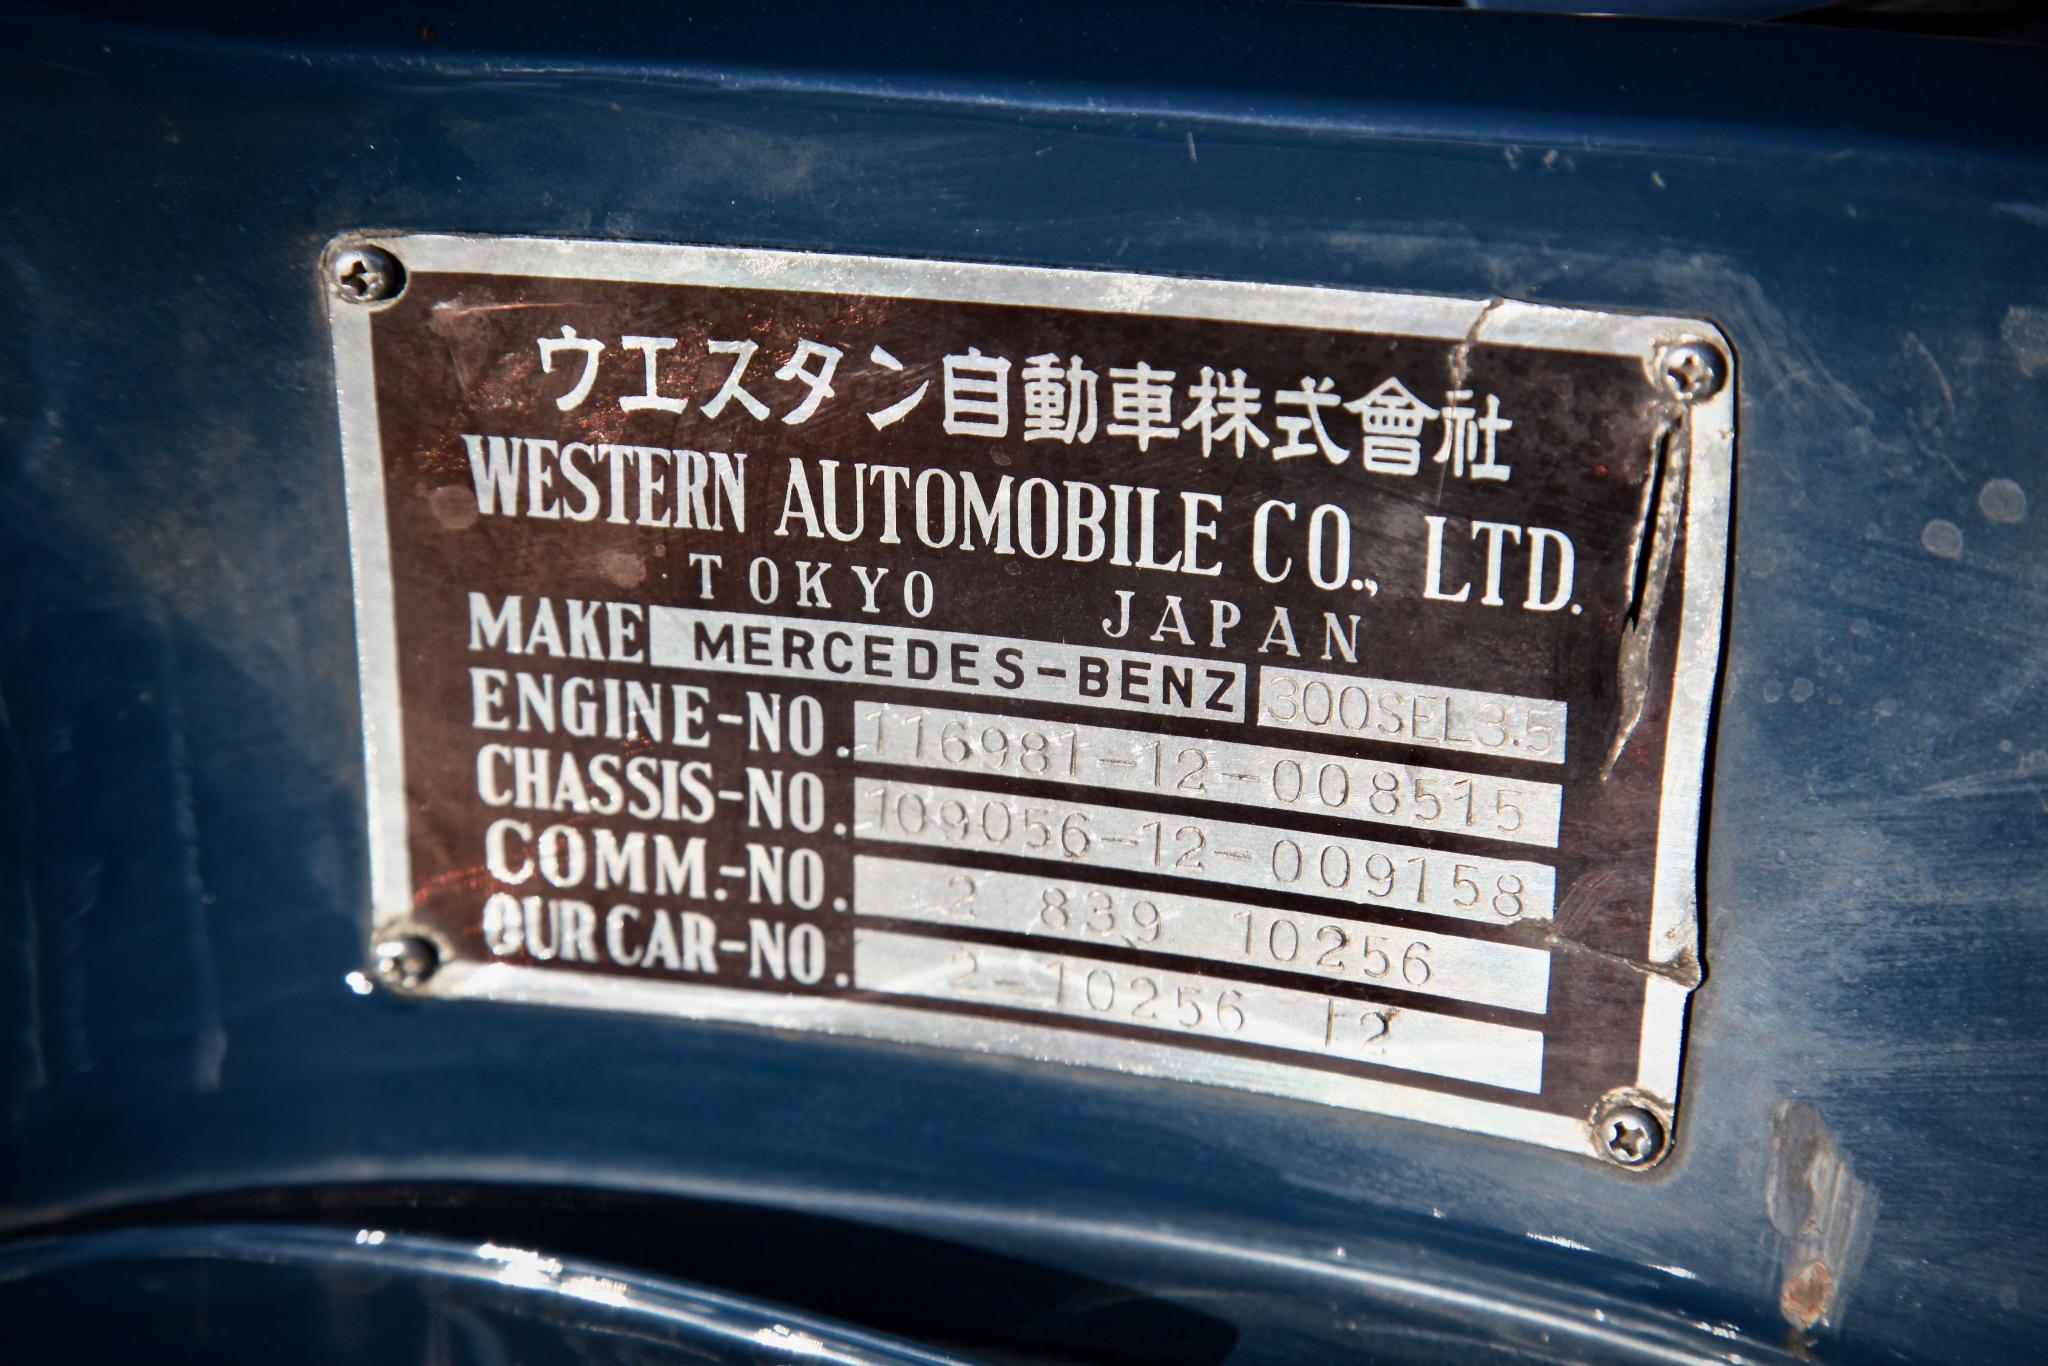 ウエスタン自動車株式會社
WESTERN AUTOMOBILE CO., LTD.
TOKYO JAPAN
MAKE MERCEDES-BENZ 300SEL3.5
ENGINE-NO. 116981-12-008515
CHASSIS-NO. 109056-12-009158
COMM.-NO. 2 839 10256
OUR CAR-NO. 2-10256 12